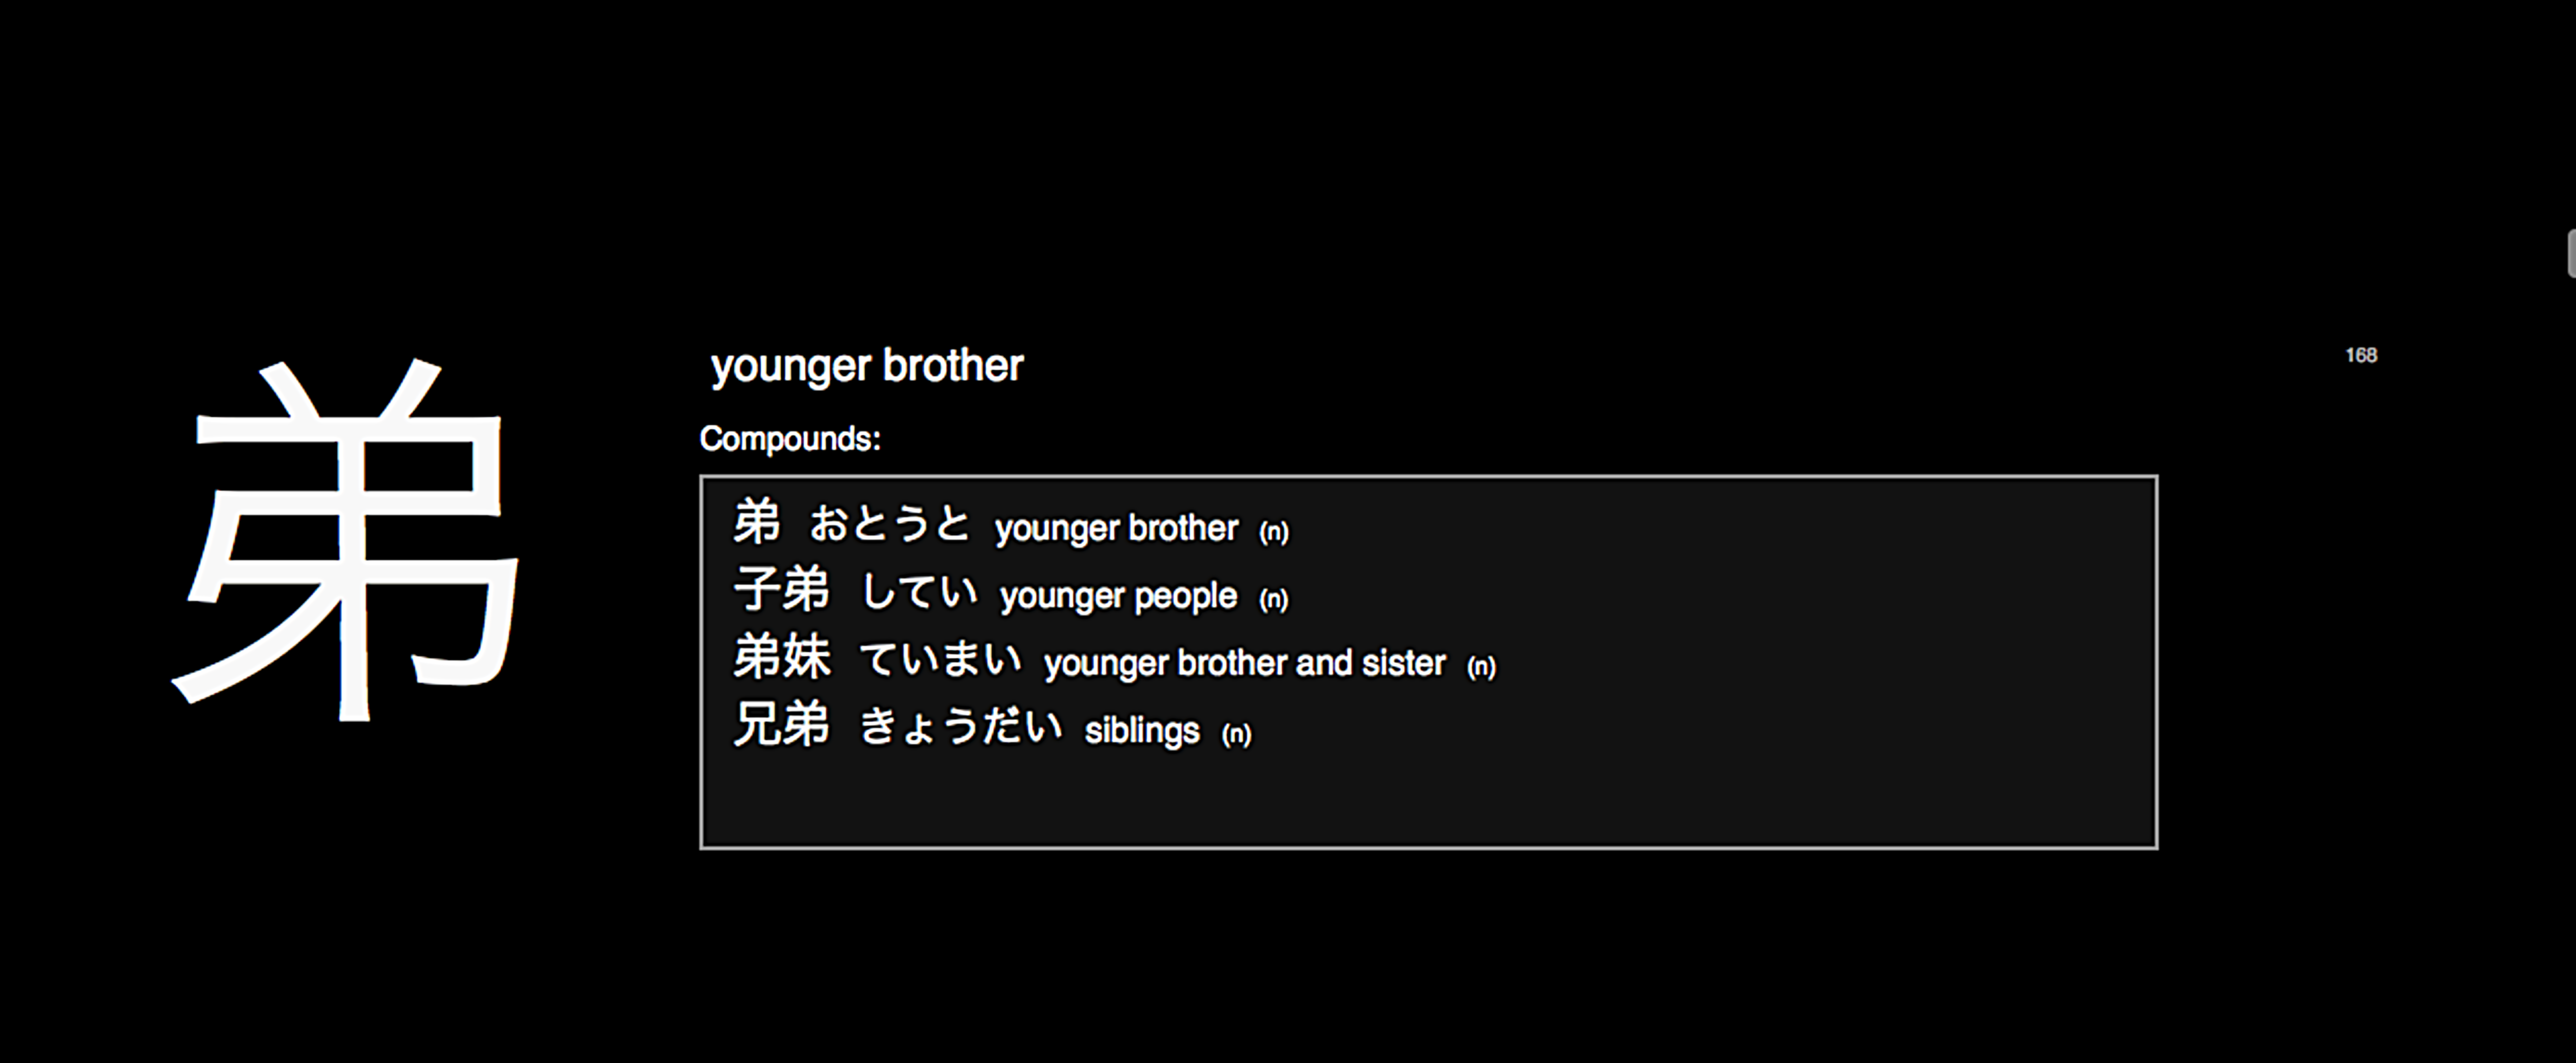 弟
younger brother
168
Compounds:
弟 おとうと younger brother (n)
子弟 してい younger people (n)
弟妹 ていまい younger brother and sister (n)
兄弟 きょうだい siblings (n)